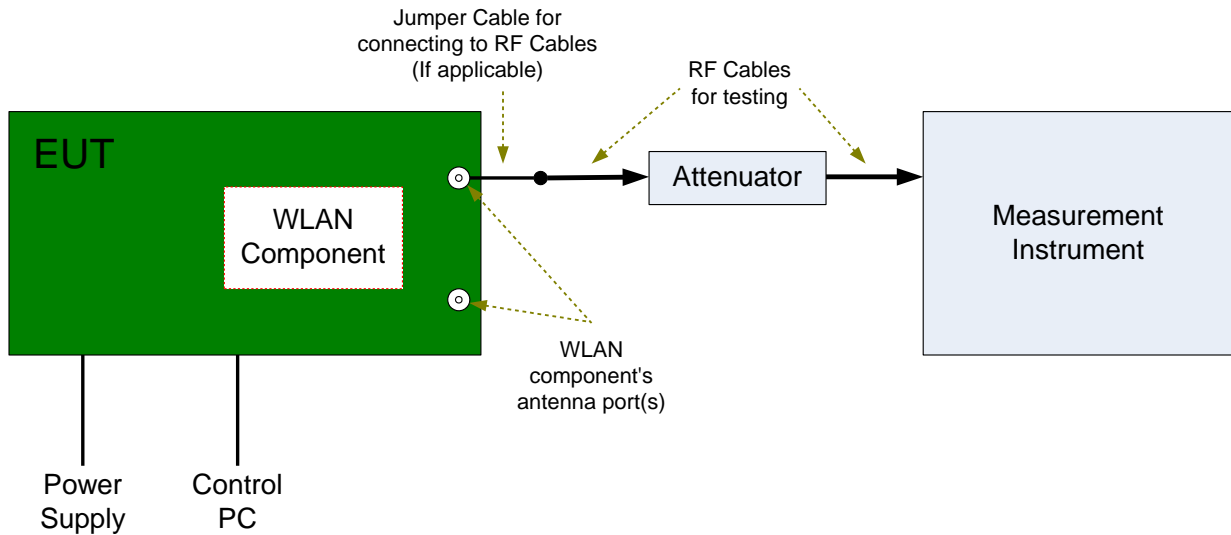 Jumper Cable for
connecting to RF Cables
(If applicable)
RF Cables
for testing
EUT
WLAN
Component
Attenuator
Measurement
Instrument
WLAN
component's
antenna port(s)
Power
Supply
Control
PC